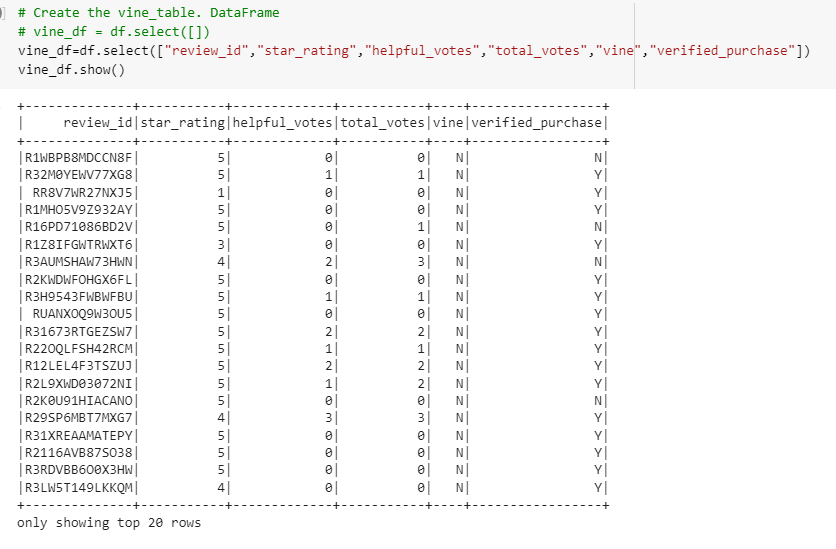 # Create the vine_table. DataFrame
# vine_df = df.select([])
vine_df=df.select(["review_id","star_rating","helpful_votes","total_votes","vine","verified_purchase"])
vine_df.show()
+--------------+-----------+-------------+-----------+----+-----------------+
|     review_id|star_rating|helpful_votes|total_votes|vine|verified_purchase|
+--------------+-----------+-------------+-----------+----+-----------------+
|R1WBPB8MDCCN8F|          5|            0|          0|   N|                N|
|R32M0YEWV77XG8|          5|            1|          1|   N|                Y|
| RR8V7WR27NXJ5|          1|            0|          0|   N|                Y|
|R1MHO5V9Z932AY|          5|            0|          0|   N|                Y|
|R16PD71086BD2V|          5|            0|          1|   N|                N|
|R1Z8IFGWTRWXT6|          3|            0|          0|   N|                Y|
|R3AUMSHAW73HWN|          4|            2|          3|   N|                N|
|R2KWDWFOHGX6FL|          5|            0|          0|   N|                Y|
|R3H9543FWBWFBU|          5|            1|          1|   N|                Y|
| RUANXOQ9W3OU5|          5|            0|          0|   N|                Y|
|R31673RTGEZSW7|          5|            2|          2|   N|                Y|
|R22OQLFSH42RCM|          5|            1|          1|   N|                Y|
|R12LEL4F3TSZUJ|          5|            2|          2|   N|                Y|
|R2L9XWD03072NI|          5|            1|          2|   N|                Y|
|R2K0U91HIACANO|          5|            0|          0|   N|                N|
|R29SP6MBT7MXG7|          4|            3|          3|   N|                Y|
|R31XREAAMATEPY|          5|            0|          0|   N|                Y|
|R2116AVB87SO38|          5|            0|          0|   N|                Y|
|R3RDVBB6O0X3HW|          5|            0|          0|   N|                Y|
|R3LW5T149LKKQM|          4|            0|          0|   N|                Y|
+--------------+-----------+-------------+-----------+----+-----------------+
only showing top 20 rows